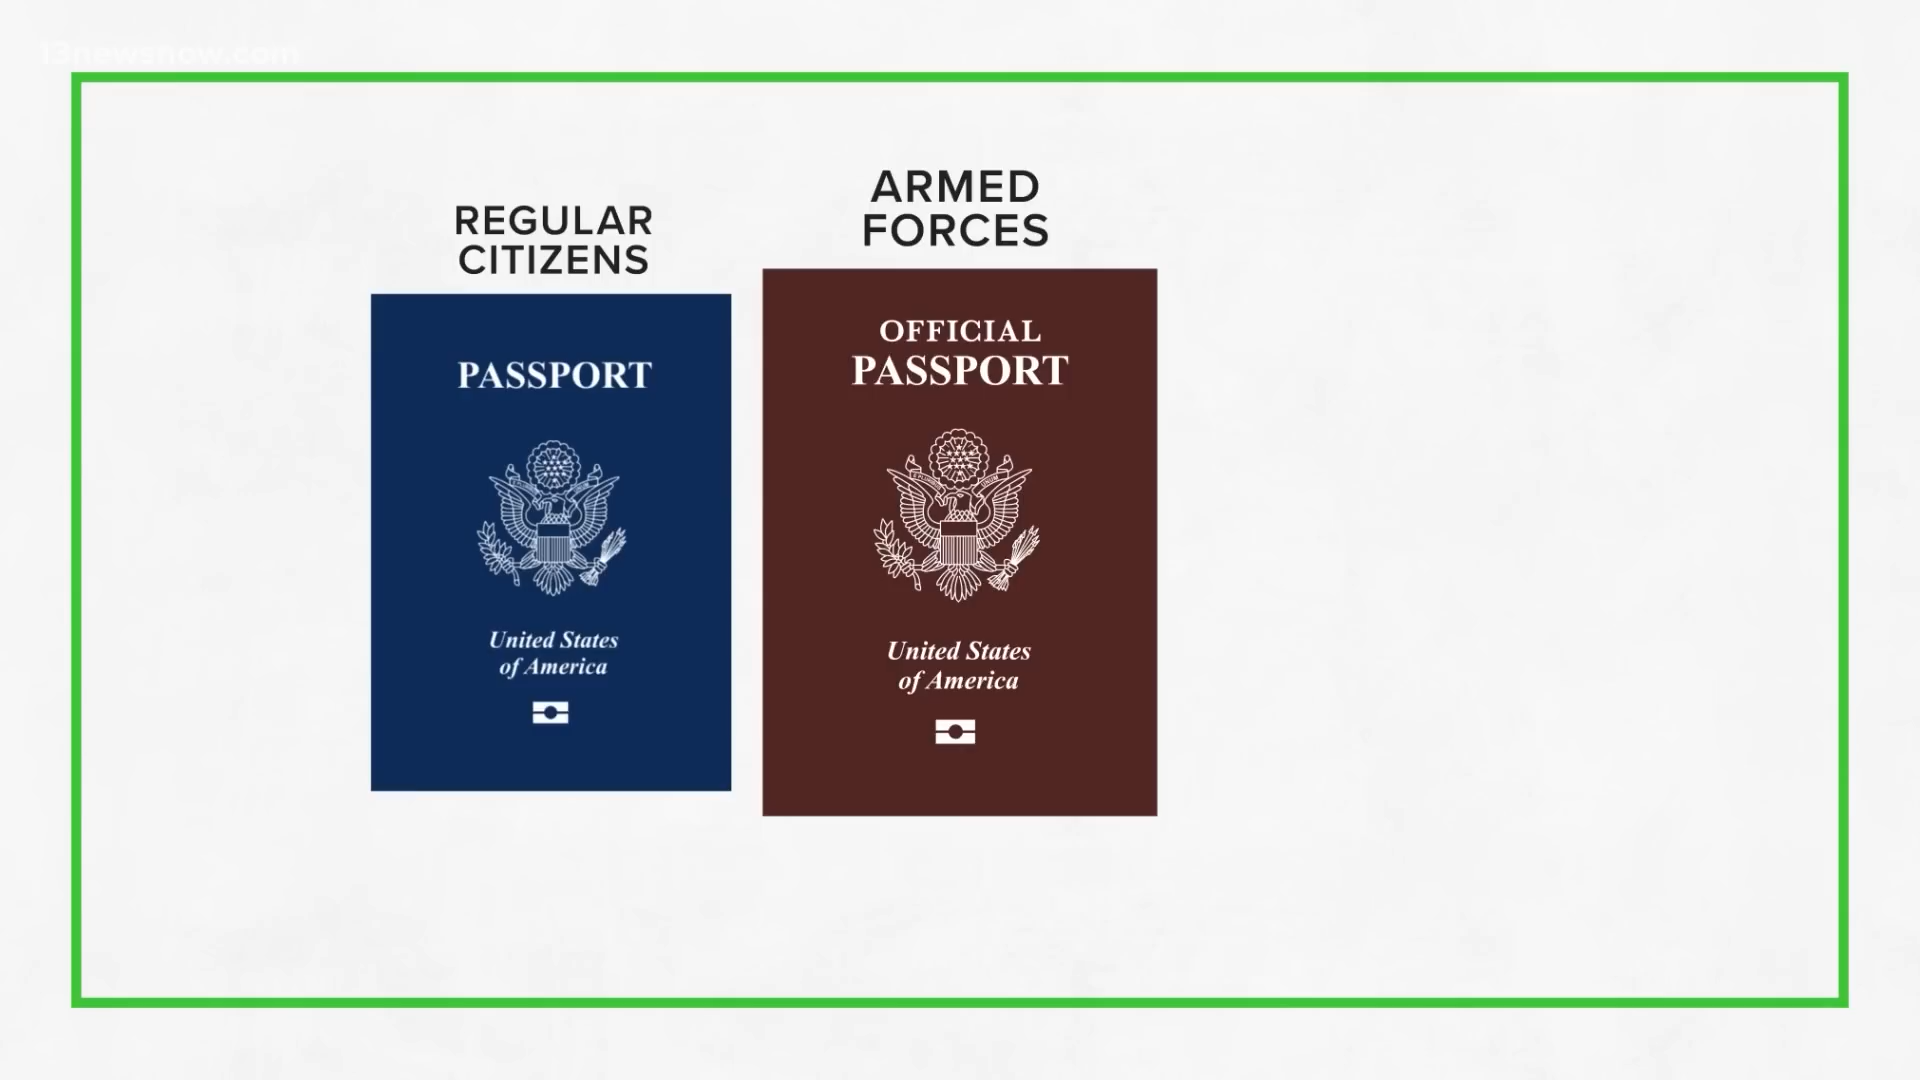 13newsnow.com
REGULAR
CITIZENS
PASSPORT
United States
of America
ARMED
FORCES
OFFICIAL
PASSPORT
United States
of America